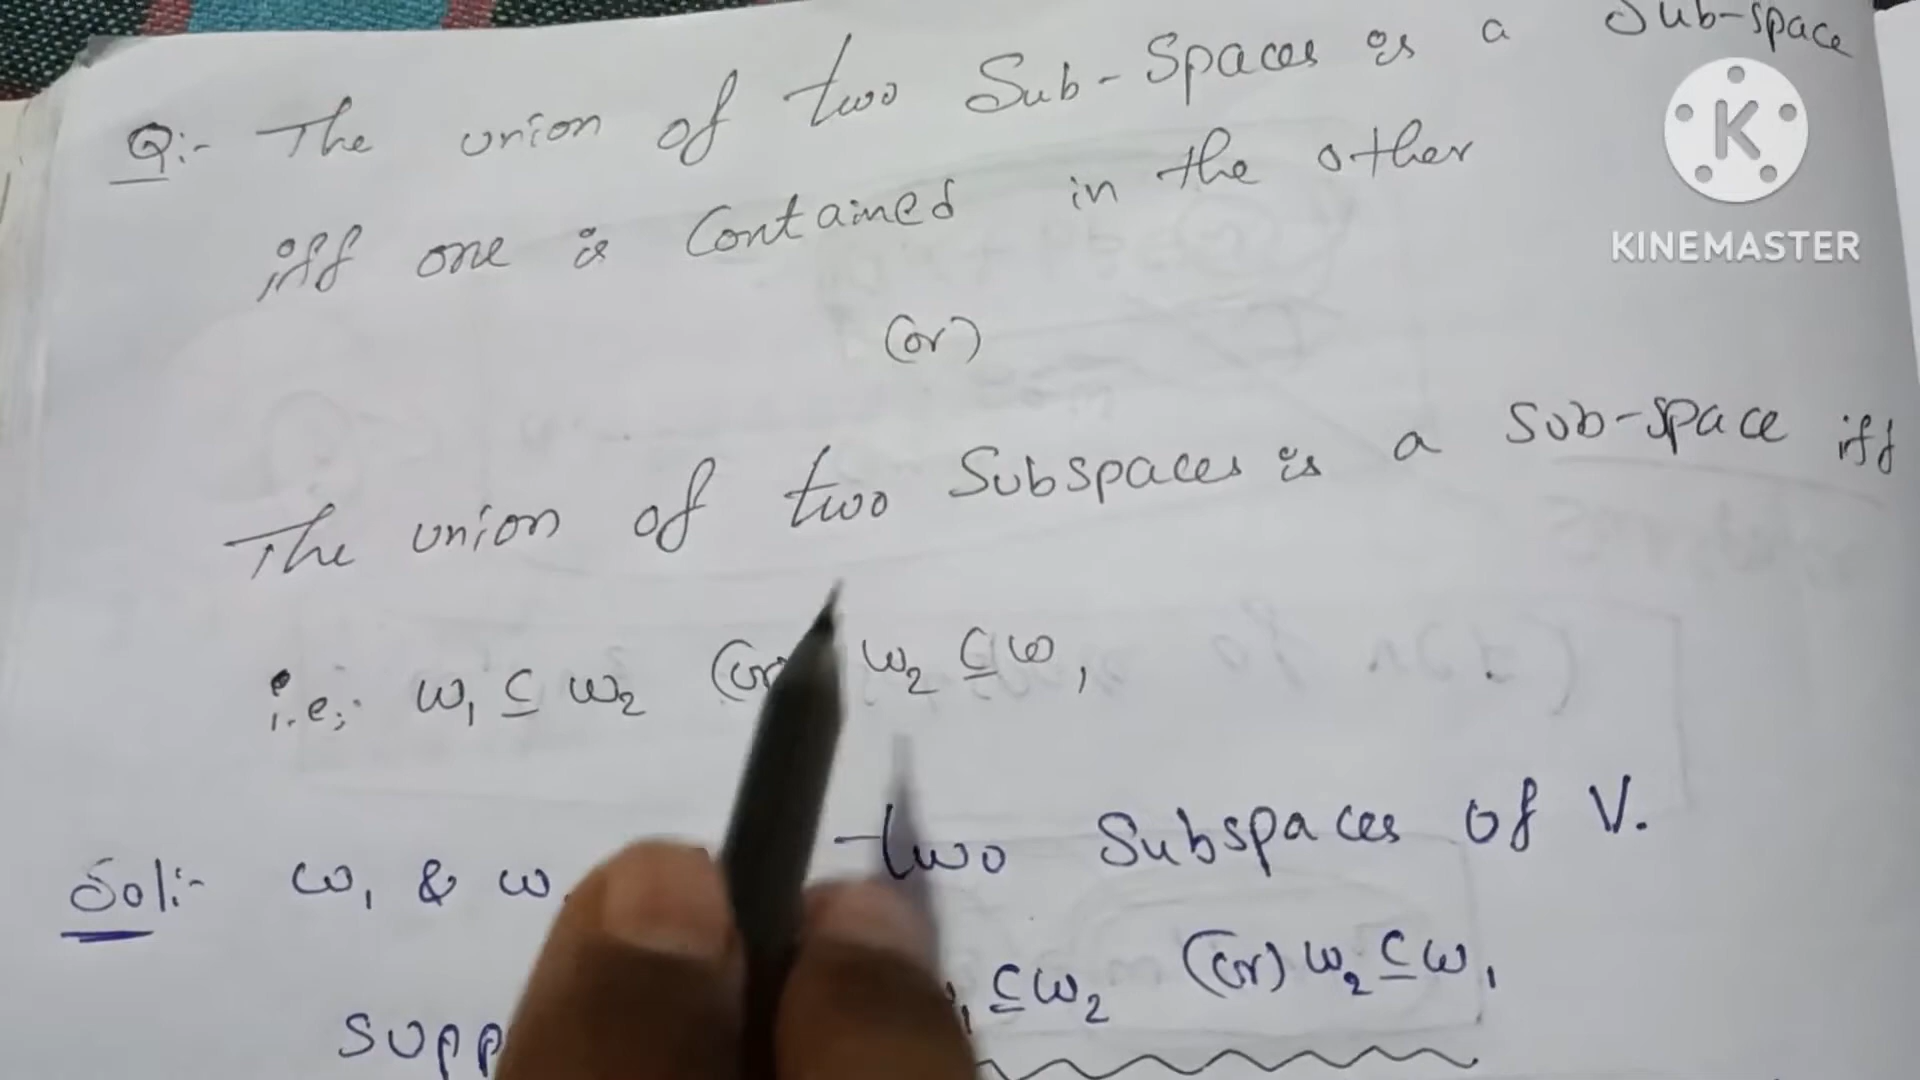 Q:- The union of two Sub-Spaces is a Sub-space
iff one is Contained in the other
(or)
The union of two Subspaces is a Sub-space iff
i.e; W₁ ⊆ W₂ (or) W₂ ⊆ W₁
Sol:- W₁ & W two Subspaces of V.
Supp ₁ ⊆ W₂ (or) W₂ ⊆ W₁
K
KINEMASTER